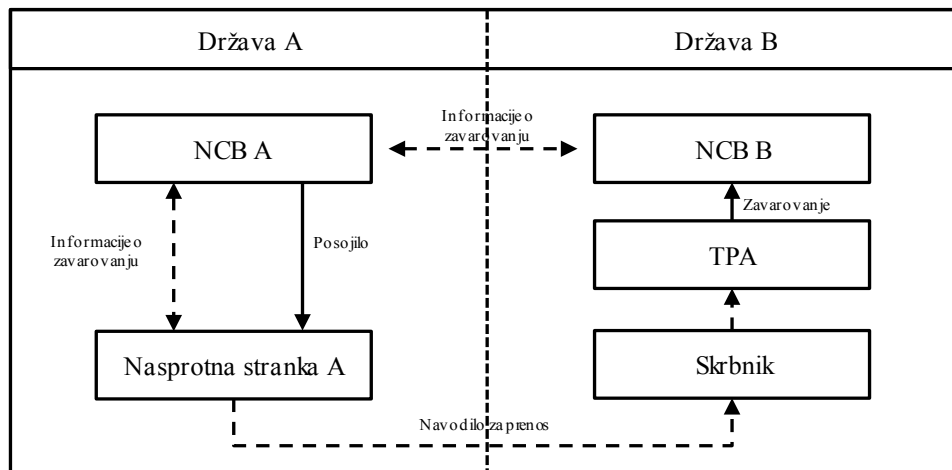 Država A
Država B
NCB A
Informacije o
zavarovanju
NCB B
Informacije o
zavarovanju
Posojilo
Zavarovanje
TPA
Nasprotna stranka A
Skrbnik
Navodilo za prenos